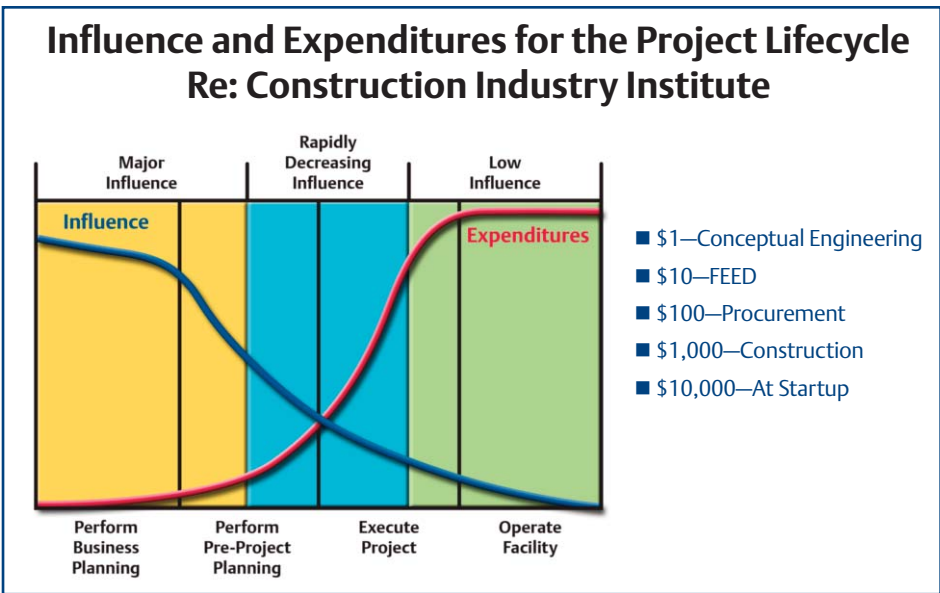 Influence and Expenditures for the Project Lifecycle
Re: Construction Industry Institute
Major
Influence
Rapidly
Decreasing
Influence
Low
Influence
Influence
Expenditures
Perform
Business
Planning
Perform
Pre-Project
Planning
Execute
Project
Operate
Facility
■ $1—Conceptual Engineering
■ $10—FEED
■ $100—Procurement
■ $1,000—Construction
■ $10,000—At Startup